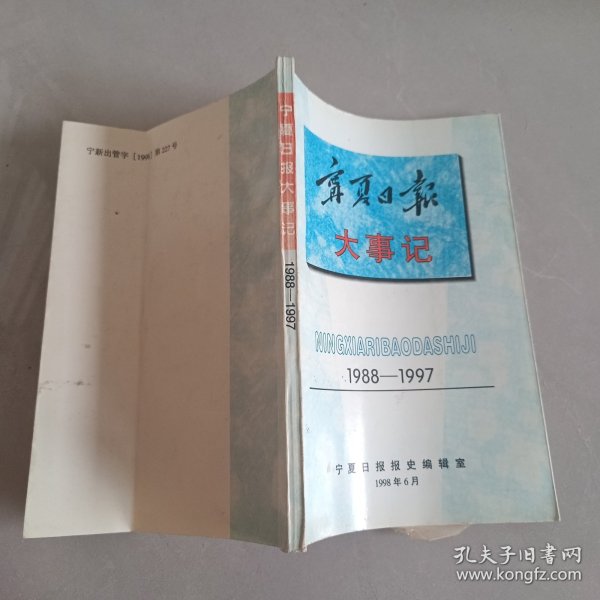 宁新出管字［1998］第227号
宁夏日报大事记
1988—1997
寕夏日報
大事记
NINGXIARIBAODASHIJI
1988—1997
宁夏日报报史编辑室
1998年6月
孔夫子旧书网
www.kongfz.com